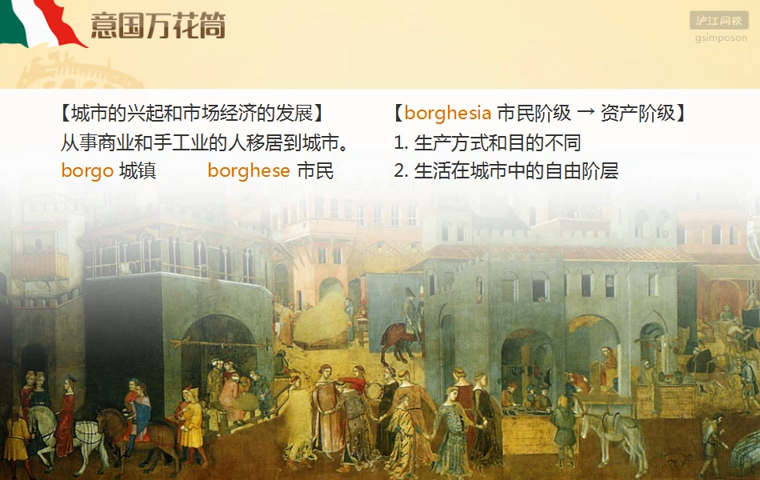 意国万花筒
沪江网校
gsimposon
【城市的兴起和市场经济的发展】
从事商业和手工业的人移居到城市。
borgo 城镇 borghese 市民
【borghesia 市民阶级 → 资产阶级】
1. 生产方式和目的不同
2. 生活在城市中的自由阶层